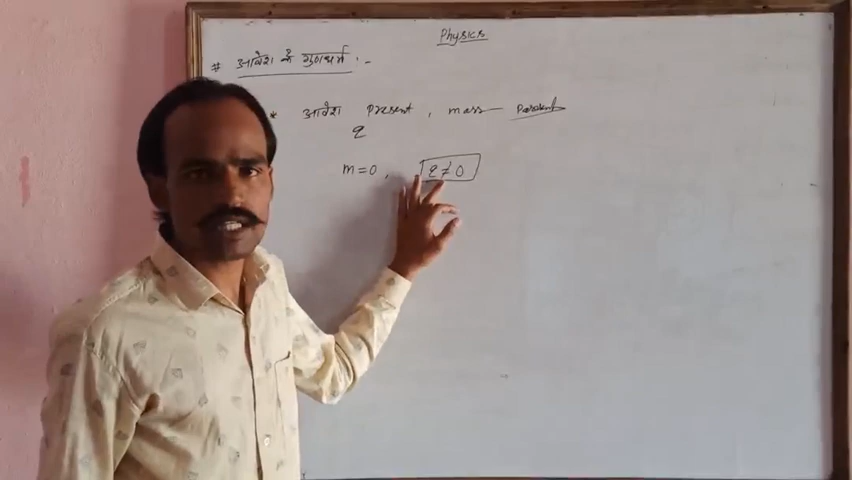 Physics
# आवेश के गुणधर्म :-
* आवेश Present , mass Present
q
m=0 , q≠0